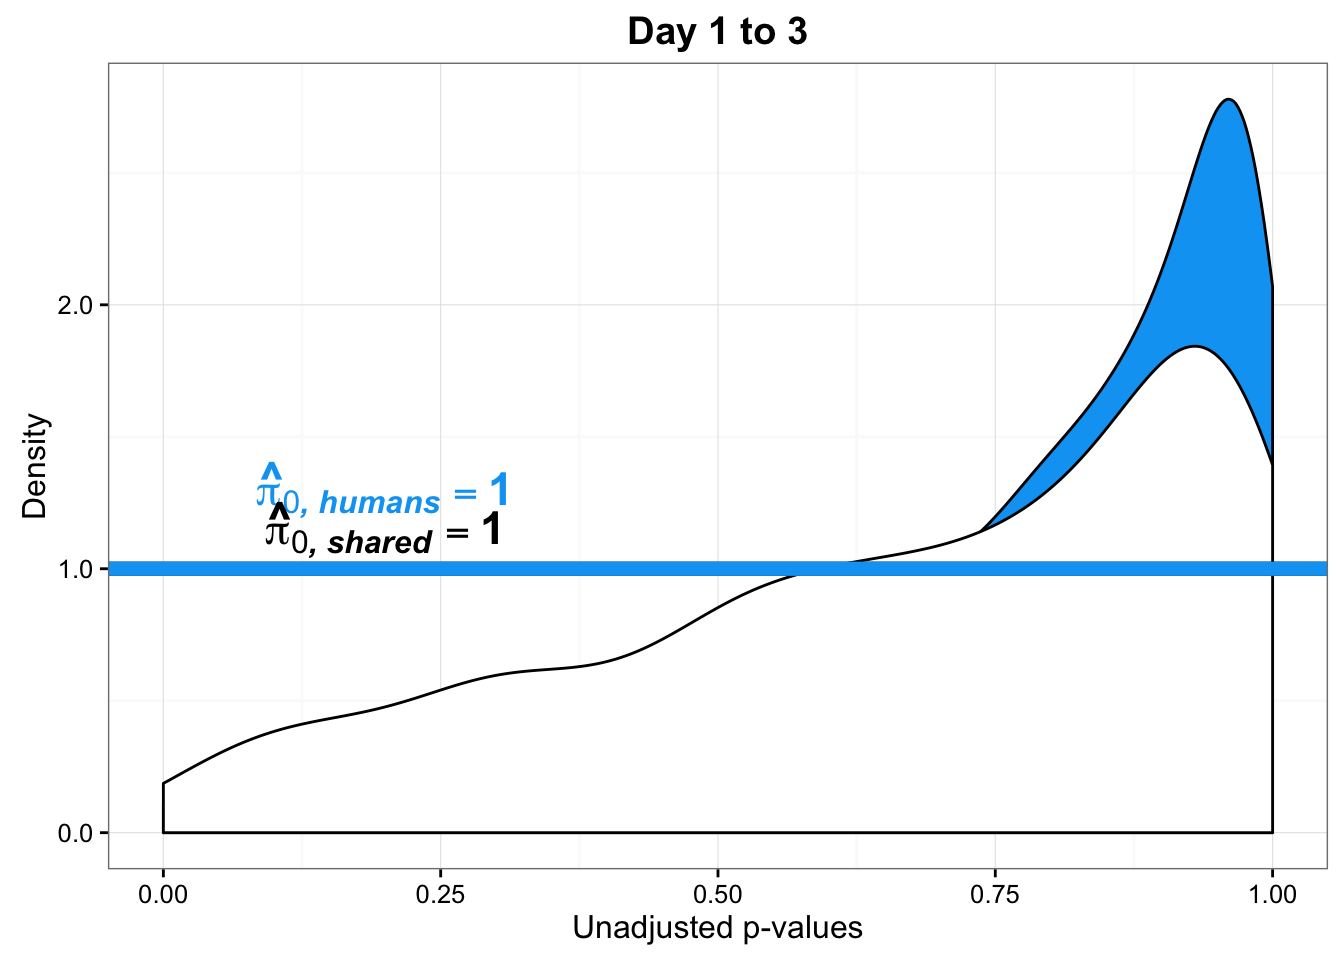 Day 1 to 3
Density
2.0
1.0
0.0
π̂0, humans = 1
π̂0, shared = 1
0.00 0.25 0.50 0.75 1.00
Unadjusted p-values